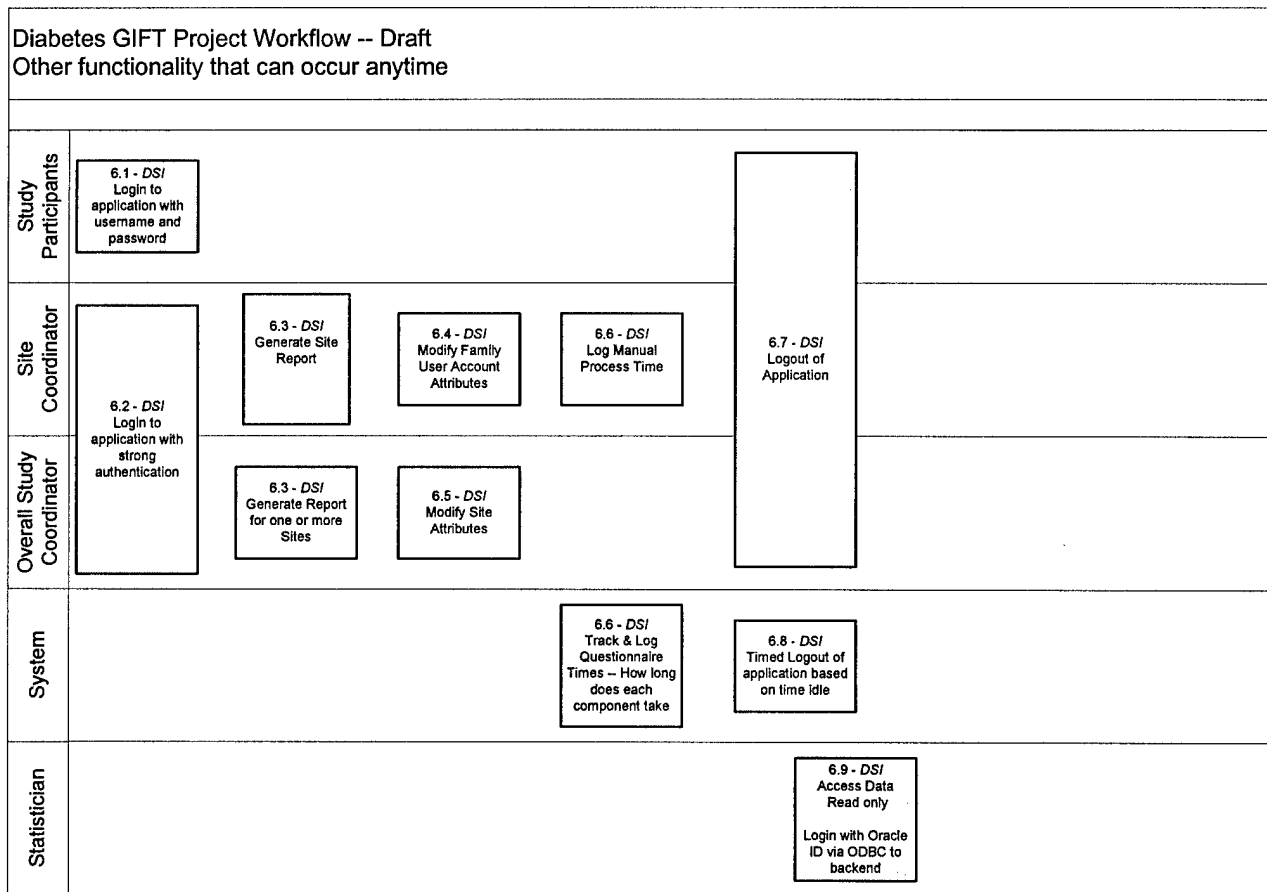 Diabetes GIFT Project Workflow -- Draft
Other functionality that can occur anytime
Study
Participants
6.1 - DSI
Login to
application with
username and
password
Site
Coordinator
6.2 - DSI
Login to
application with
strong
authentication
6.3 - DSI
Generate Site
Report
6.4 - DSI
Modify Family
User Account
Attributes
6.6 - DSI
Log Manual
Process Time
6.7 - DSI
Logout of
Application
Overall Study
Coordinator
6.3 - DSI
Generate Report
for one or more
Sites
6.5 - DSI
Modify Site
Attributes
System
6.6 - DSI
Track & Log
Questionnaire
Times -- How long
does each
component take
6.8 - DSI
Timed Logout of
application based
on time idle
Statistician
6.9 - DSI
Access Data
Read only
Login with Oracle
ID via ODBC to
backend